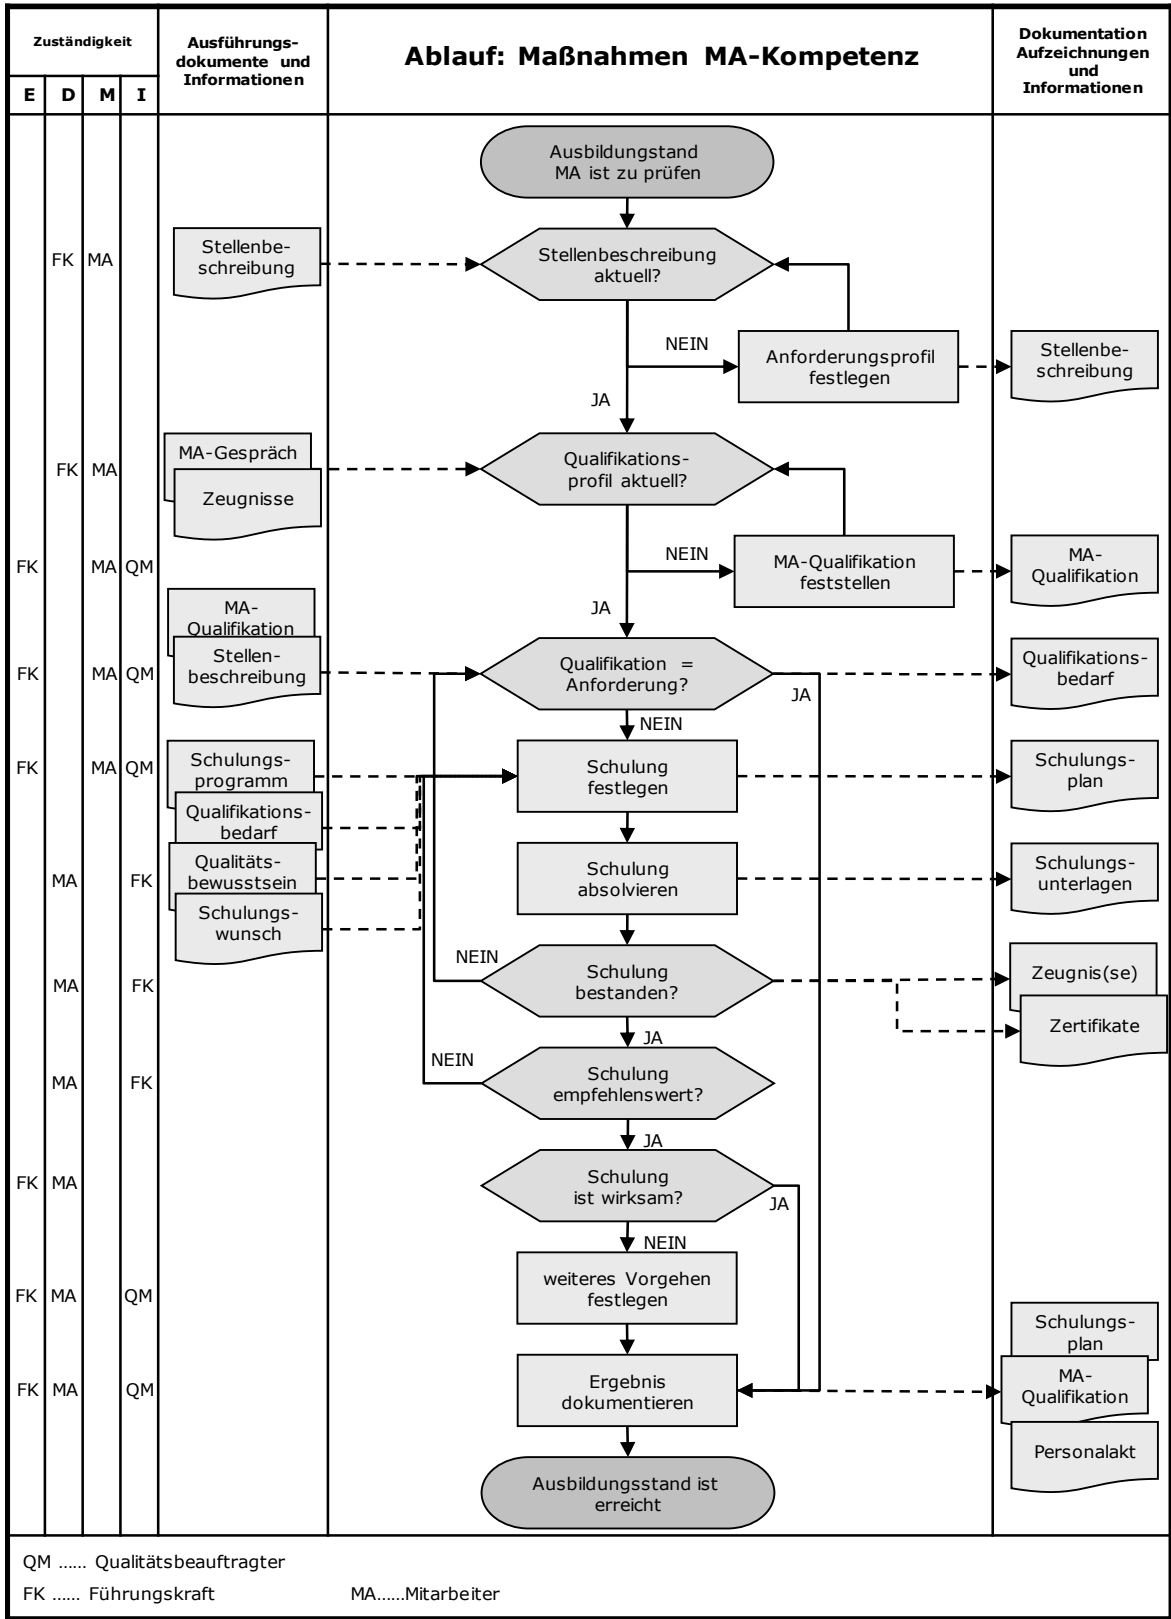 Zuständigkeit
Ausführungs-
dokumente und
Informationen
Ablauf: Maßnahmen MA-Kompetenz
Dokumentation
Aufzeichnungen
und
Informationen
E D M I
Ausbildungstand
MA ist zu prüfen
FK MA
Stellenbe-
schreibung
Stellenbeschreibung
aktuell?
NEIN
Anforderungsprofil
festlegen
Stellenbe-
schreibung
JA
FK MA
MA-Gespräch
Zeugnisse
Qualifikations-
profil aktuell?
FK MA QM
NEIN
MA-Qualifikation
feststellen
MA-
Qualifikation
JA
FK MA QM
MA-
Qualifikation
Stellen-
beschreibung
Qualifikation =
Anforderung?
JA
Qualifikations-
bedarf
NEIN
FK MA QM
Schulungs-
programm
Qualifikations-
bedarf
Qualitäts-
bewusstsein
Schulungs-
wunsch
Schulung
festlegen
Schulungs-
plan
MA FK
Schulung
absolvieren
Schulungs-
unterlagen
MA FK
NEIN
Schulung
bestanden?
Zeugnis(se)
Zertifikate
JA
MA FK
NEIN
Schulung
empfehlenswert?
JA
FK MA
Schulung
ist wirksam?
JA
NEIN
FK MA QM
weiteres Vorgehen
festlegen
FK MA QM
Ergebnis
dokumentieren
Schulungs-
plan
MA-
Qualifikation
Personalakt
Ausbildungsstand ist
erreicht
QM ...... Qualitätsbeauftragter
FK ...... Führungskraft MA......Mitarbeiter